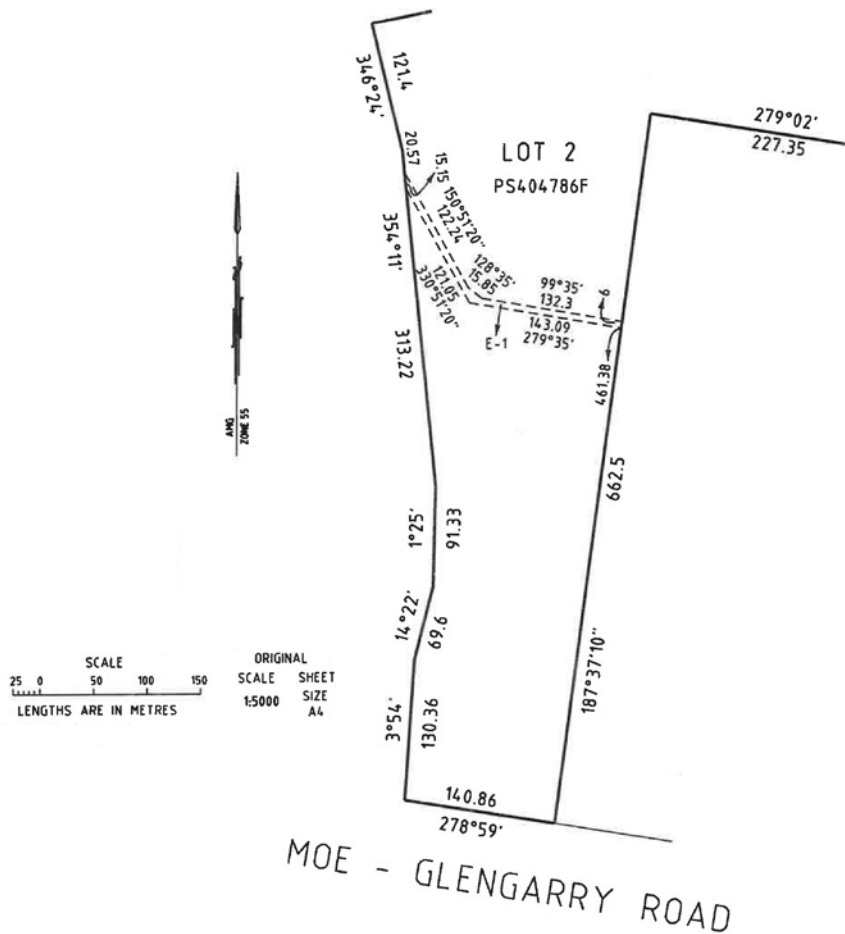 121.4
346°24'
279°02'
227.35
LOT 2
PS404786F
20.57
15.15
150°51'20"
122.24
354°11'
128°35'
15.85
99°35'
132.3
6
121.05
330°51'20"
143.09
279°35'
E-1
313.22
461.38
AMG
ZONE 55
662.5
1°25'
91.33
14°22'
69.6
187°37'10"
SCALE
25 0 50 100 150
LENGTHS ARE IN METRES
ORIGINAL
SCALE SHEET
SIZE
1:5000
A4
3°54'
130.36
140.86
278°59'
MOE - GLENGARRY ROAD